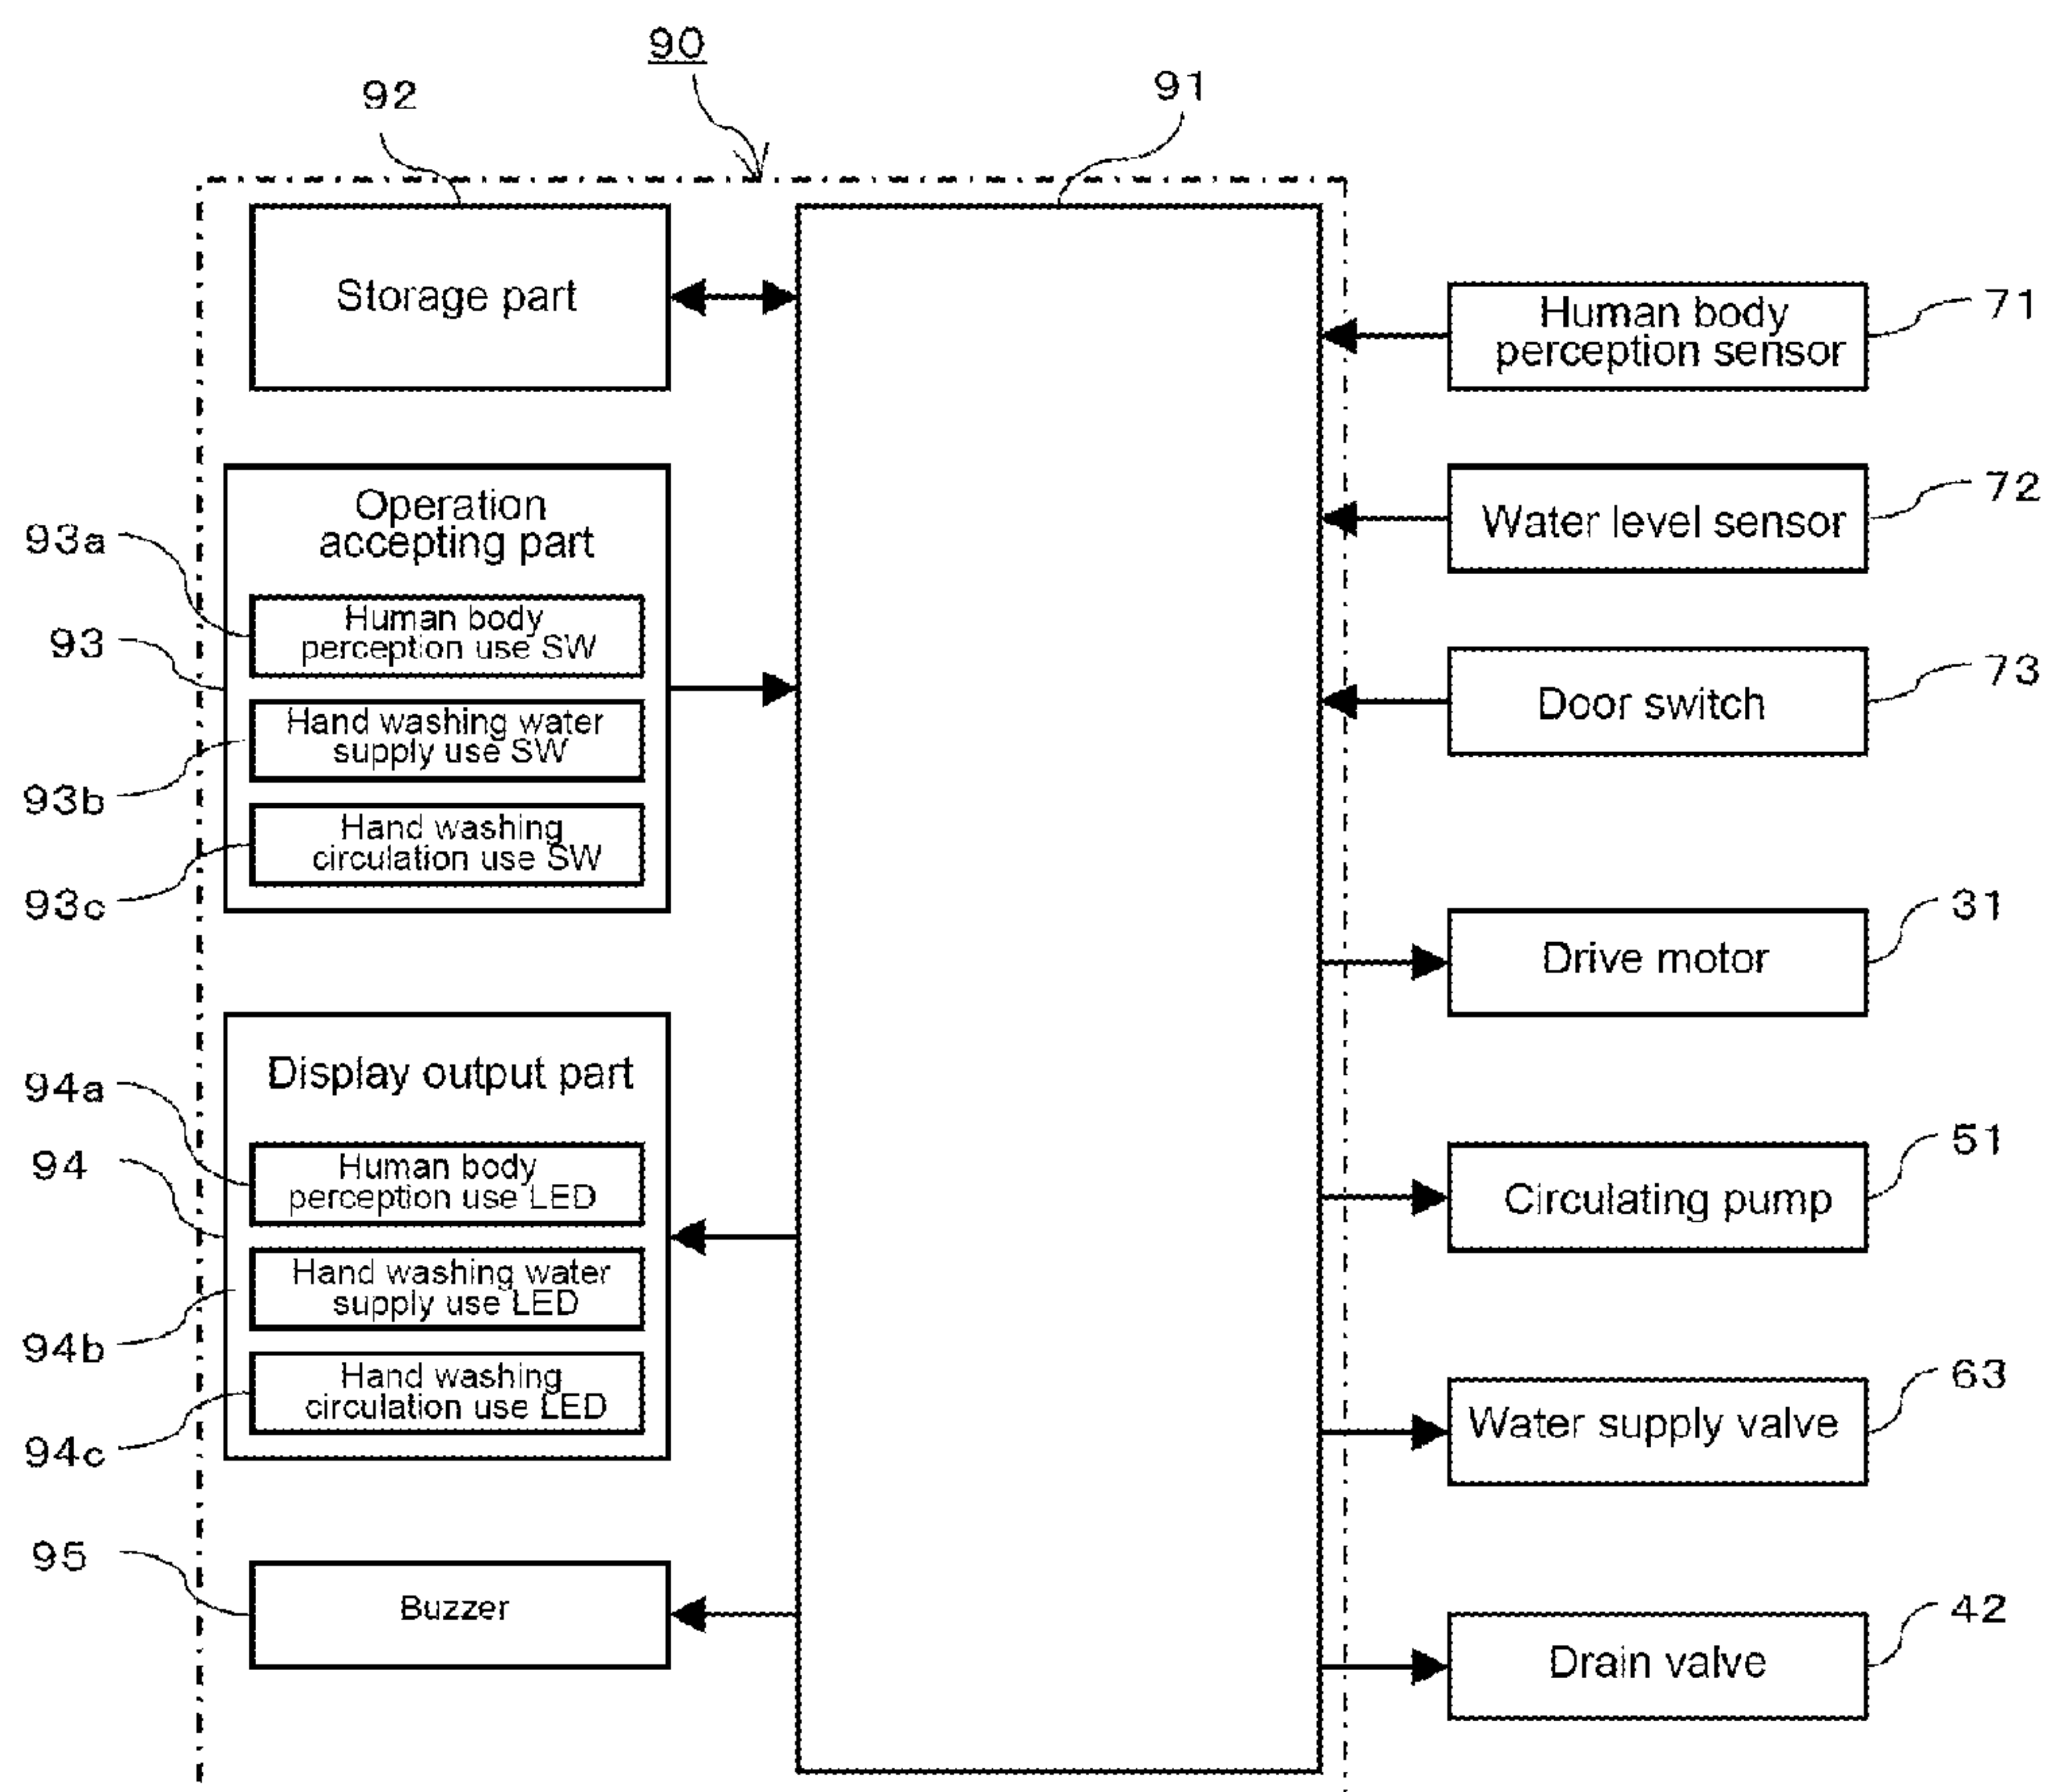 90
92
91
Storage part
Human body
perception sensor
71
Operation
accepting part
93a
Human body
perception use SW
93
Hand washing water
supply use SW
93b
Hand washing
circulation use SW
93c
Water level sensor
72
Door switch
73
Drive motor
31
Display output part
94a
Human body
perception use LED
94
Hand washing water
supply use LED
94b
Hand washing
circulation use LED
94c
Circulating pump
51
Water supply valve
63
95
Buzzer
Drain valve
42